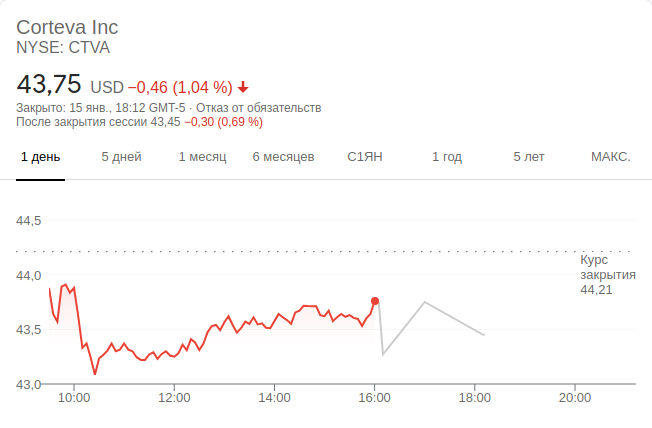 Corteva Inc
NYSE: CTVA
43,75 USD −0,46 (1,04 %)
Закрыто: 15 янв., 18:12 GMT-5 · Отказ от обязательств
После закрытия сессии 43,45 −0,30 (0,69 %)
1 день 5 дней 1 месяц 6 месяцев С1ЯН 1 год 5 лет МАКС.
44,5
Курс
закрытия
44,21
44,0
43,5
43,0
10:00 12:00 14:00 16:00 18:00 20:00